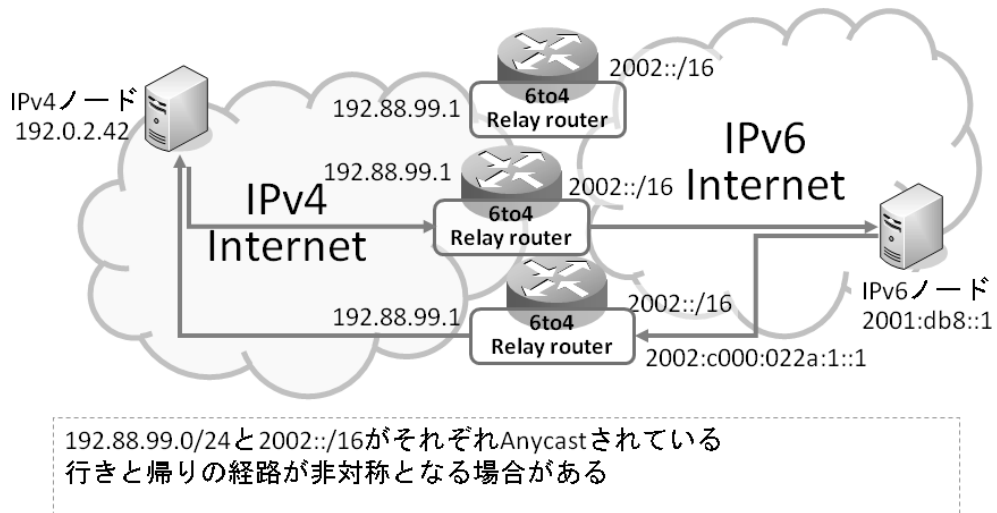 2002::/16
192.88.99.1
6to4
Relay router
IPv4ノード
192.0.2.42
192.88.99.1
2002::/16
6to4
Relay router
IPv4
Internet
IPv6
Internet
IPv6ノード
2001:db8::1
192.88.99.1
2002::/16
6to4
Relay router
2002:c000:022a:1::1
192.88.99.0/24と2002::/16がそれぞれAnycastされている
行きと帰りの経路が非対称となる場合がある